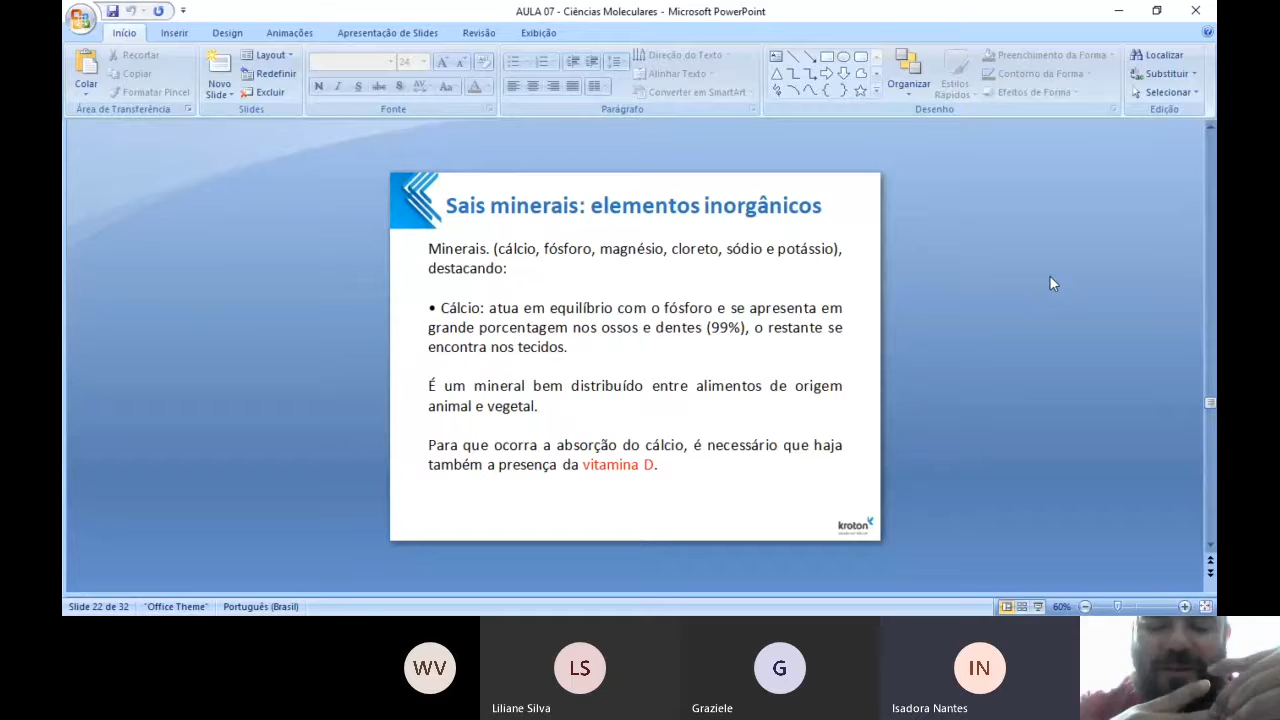 AULA 07 - Ciências Moleculares - Microsoft PowerPoint
Início Inserir Design Animações Apresentação de Slides Revisão Exibição
Colar
Recortar
Copiar
Formatar Pincel
Área de Transferência
Novo
Slide
Layout
Redefinir
Excluir
Slides
24
N I S abc S AV Aa A
Fonte
Direção do Texto
Alinhar Texto
Converter em SmartArt
Parágrafo
Organizar
Estilos
Rápidos
Preenchimento da Forma
Contorno da Forma
Efeitos de Forma
Desenho
Localizar
Substituir
Selecionar
Edição
Sais minerais: elementos inorgânicos
Minerais. (cálcio, fósforo, magnésio, cloreto, sódio e potássio),
destacando:
• Cálcio: atua em equilíbrio com o fósforo e se apresenta em
grande porcentagem nos ossos e dentes (99%), o restante se
encontra nos tecidos.
É um mineral bem distribuído entre alimentos de origem
animal e vegetal.
Para que ocorra a absorção do cálcio, é necessário que haja
também a presença da vitamina D.
kroton
Slide 22 de 32 "Office Theme" Português (Brasil) 60%
WV LS G IN
Liliane Silva Graziele Isadora Nantes